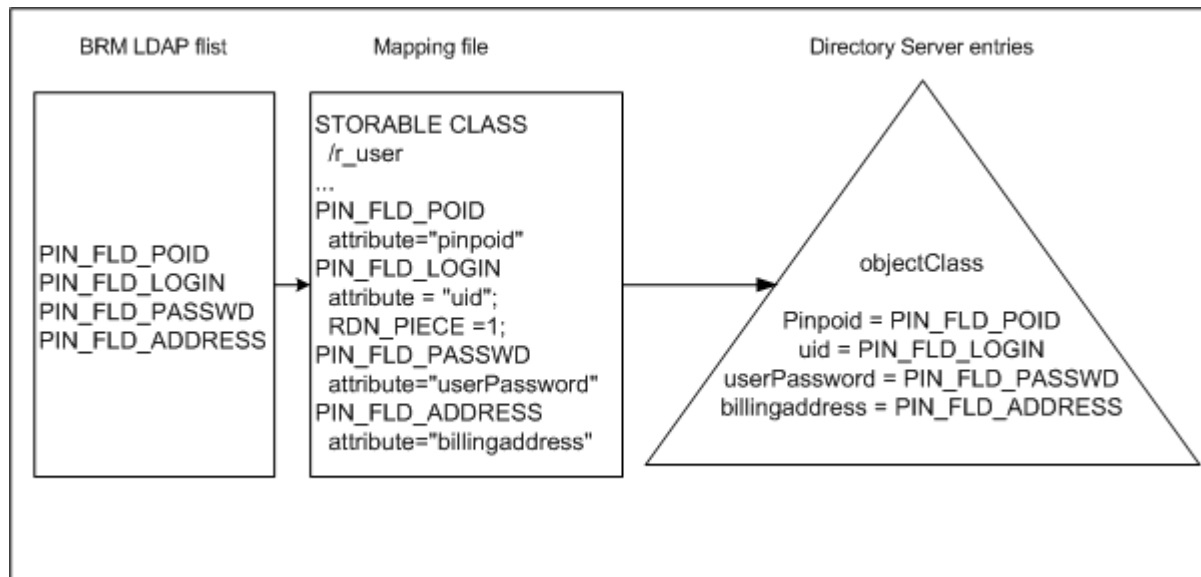 BRM LDAP flist
Mapping file
Directory Server entries
PIN_FLD_POID
PIN_FLD_LOGIN
PIN_FLD_PASSWD
PIN_FLD_ADDRESS
STORABLE CLASS
/r_user
...
PIN_FLD_POID
attribute="pinpoid"
PIN_FLD_LOGIN
attribute = "uid";
RDN_PIECE =1;
PIN_FLD_PASSWD
attribute="userPassword"
PIN_FLD_ADDRESS
attribute="billingaddress"
objectClass
Pinpoid = PIN_FLD_POID
uid = PIN_FLD_LOGIN
userPassword = PIN_FLD_PASSWD
billingaddress = PIN_FLD_ADDRESS